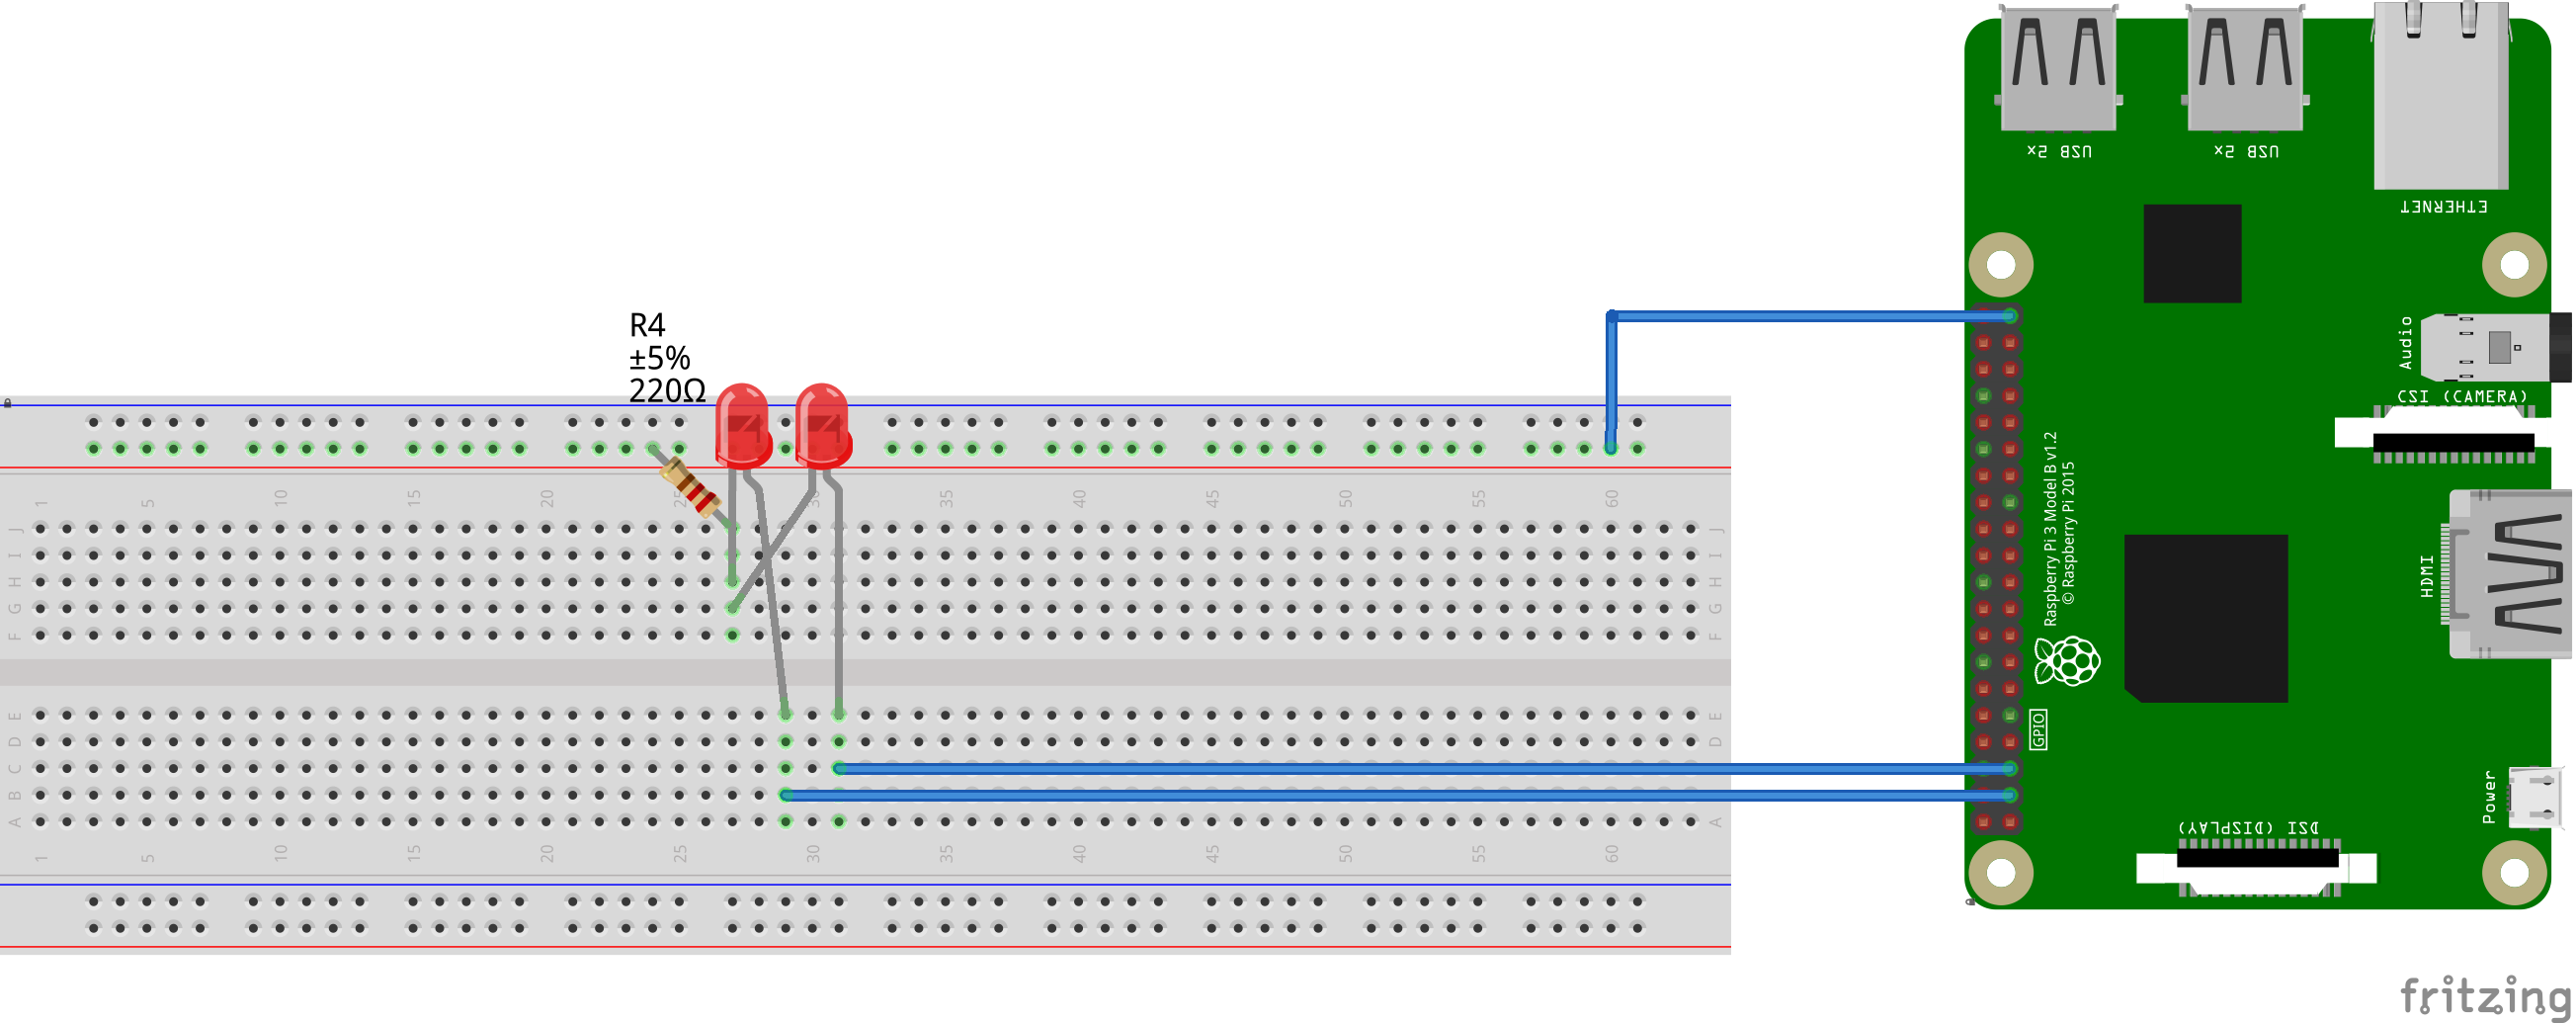 USB 2x
USB 2x
ETHERNET
R4
±5%
220Ω
Audio
CSI (CAMERA)
1 5 10 15 20 25 30 35 40 45 50 55 60
J J
I I
H H
G G
F F
Raspberry Pi 3 Model B v1.2
© Raspberry Pi 2015
HDMI
E E
D D
C C
B B
A A
GPIO
Power
DSI (DISPLAY)
1 5 10 15 20 25 30 35 40 45 50 55 60
fritzing